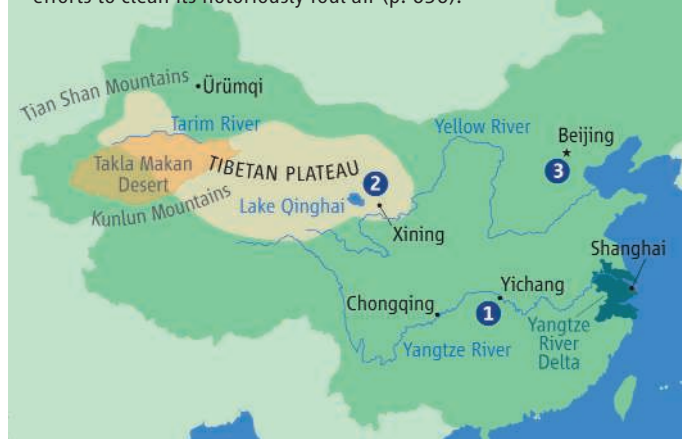 efforts to clean its notoriously foul air (p. 650).
Tian Shan Mountains
Ürümqi
Tarim River
Takla Makan
Desert
TIBETAN PLATEAU
Kunlun Mountains
Lake Qinghai
2
Xining
Yellow River
Beijing
3
Shanghai
Yichang
Chongqing
1
Yangtze River
Yangtze
River
Delta